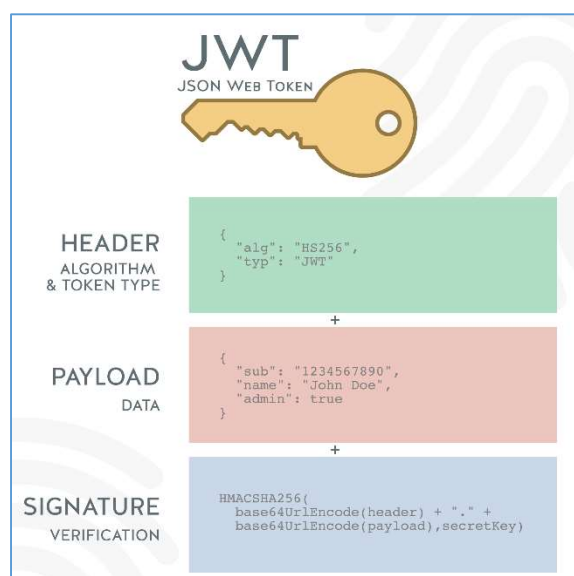 JWT
JSON WEB TOKEN
HEADER
ALGORITHM
& TOKEN TYPE
{
"alg": "HS256",
"typ": "JWT"
}
+
PAYLOAD
DATA
{
"sub": "1234567890",
"name": "John Doe",
"admin": true
}
+
SIGNATURE
VERIFICATION
HMACSHA256(
base64UrlEncode(header) + "." +
base64UrlEncode(payload),secretKey)